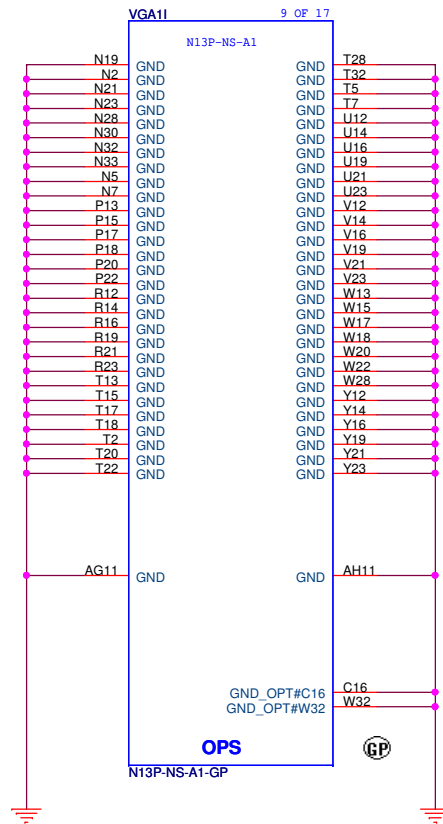 VGA1I 9 OF 17
N13P-NS-A1
N19 GND GND T28
N2 GND GND T32
N21 GND GND T5
N23 GND GND T7
N28 GND GND U12
N30 GND GND U14
N32 GND GND U16
N33 GND GND U19
N5 GND GND U21
N7 GND GND U23
P13 GND GND V12
P15 GND GND V14
P17 GND GND V16
P18 GND GND V19
P20 GND GND V21
P22 GND GND V23
R12 GND GND W13
R14 GND GND W15
R16 GND GND W17
R19 GND GND W18
R21 GND GND W20
R23 GND GND W22
T13 GND GND W28
T15 GND GND Y12
T17 GND GND Y14
T18 GND GND Y16
T2 GND GND Y19
T20 GND GND Y21
T22 GND GND Y23
AG11 GND GND AH11
GND_OPT#C16 C16
GND_OPT#W32 W32
OPS GP
N13P-NS-A1-GP